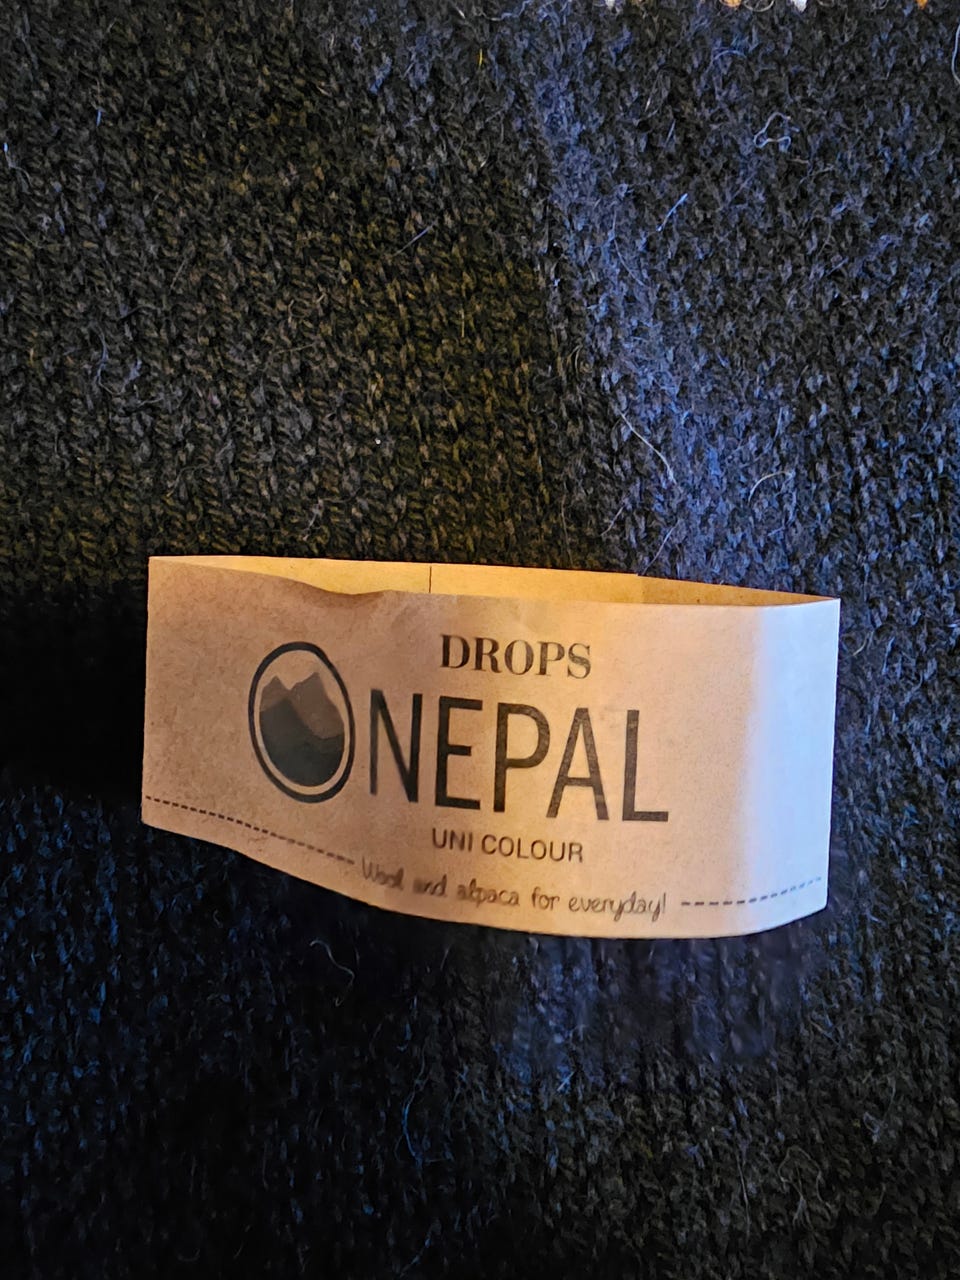 DROPS
NEPAL
UNI COLOUR
Wool and alpaca for everyday!